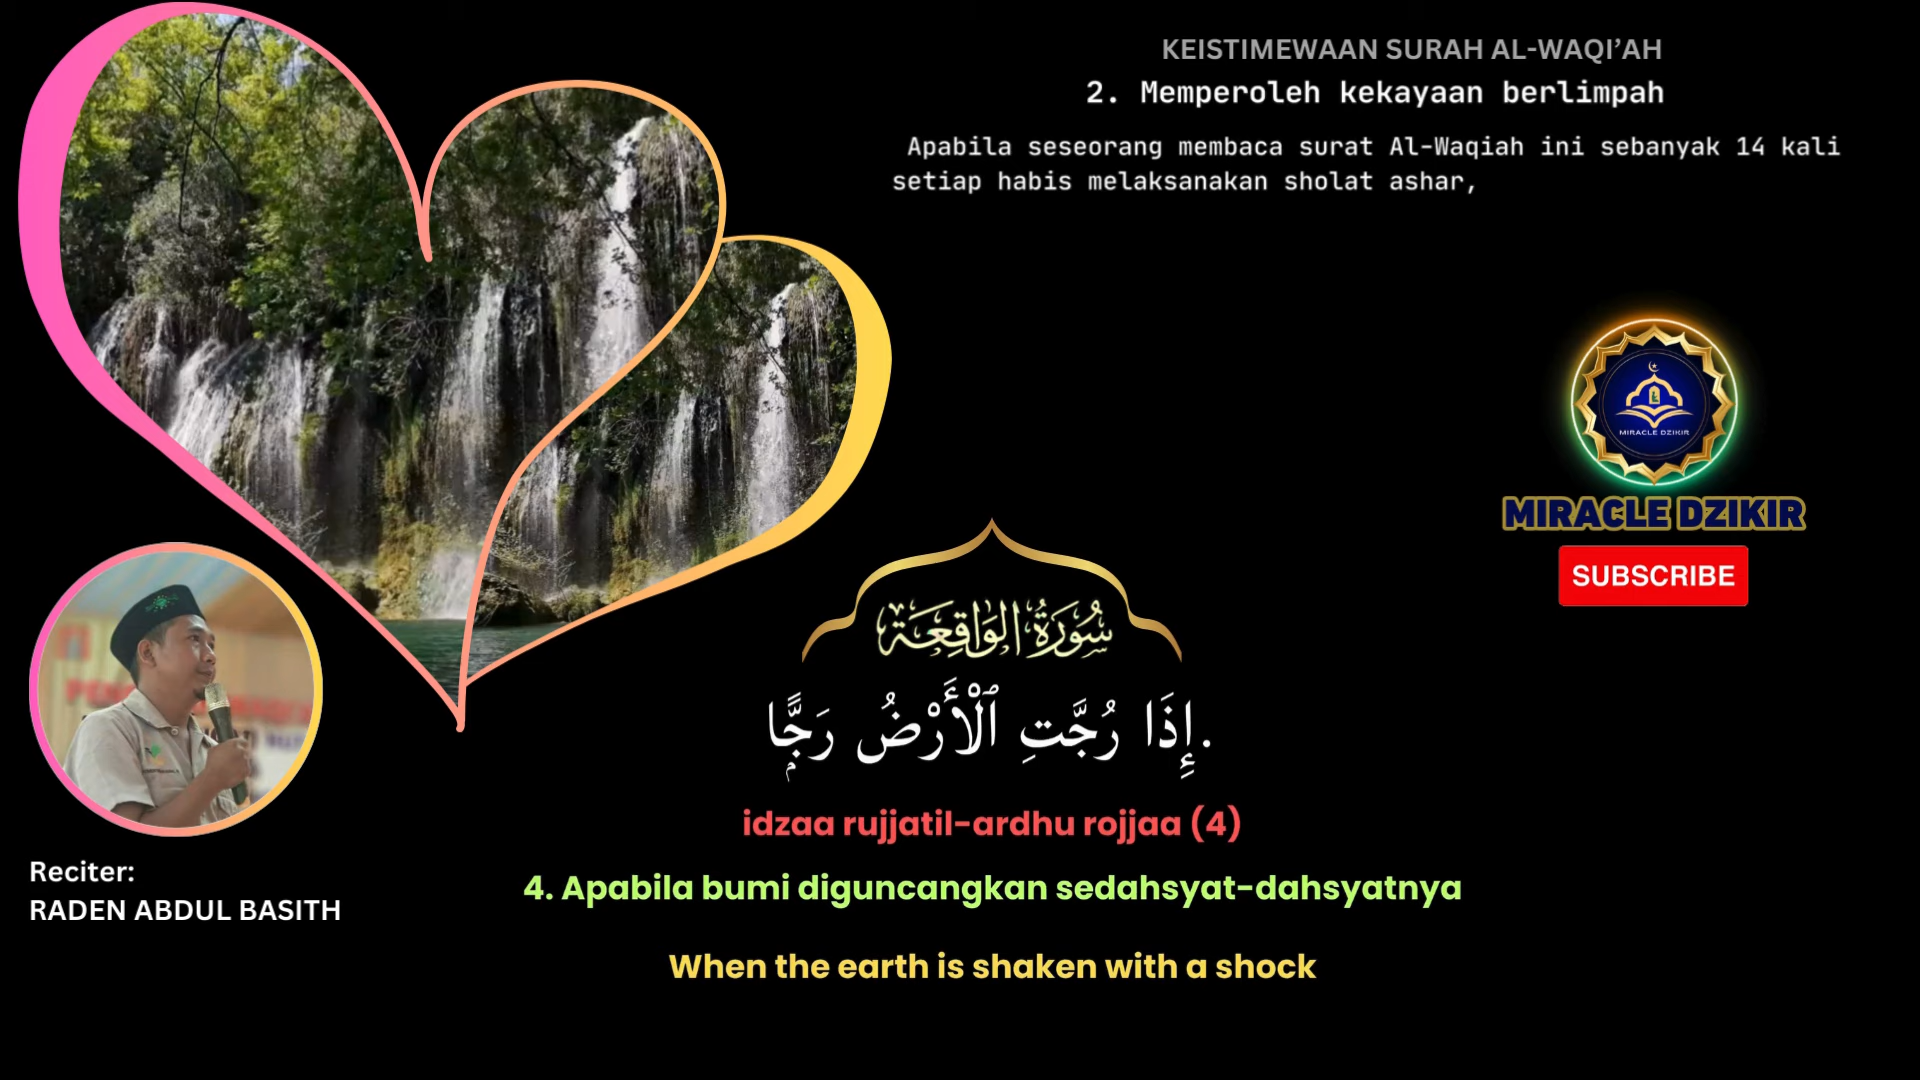 KEISTIMEWAAN SURAH AL-WAQI’AH
2. Memperoleh kekayaan berlimpah
Apabila seseorang membaca surat Al-Waqiah ini sebanyak 14 kali
setiap habis melaksanakan sholat ashar,
MIRACLE DZIKIR
MIRACLE DZIKIR
SUBSCRIBE
سُورَةُ الوَاقِعَة
.إِذَا رُجَّتِ ٱلْأَرْضُ رَجًّاۙ
idzaa rujjatil-ardhu rojjaa (4)
4. Apabila bumi diguncangkan sedahsyat-dahsyatnya
When the earth is shaken with a shock
Reciter:
RADEN ABDUL BASITH